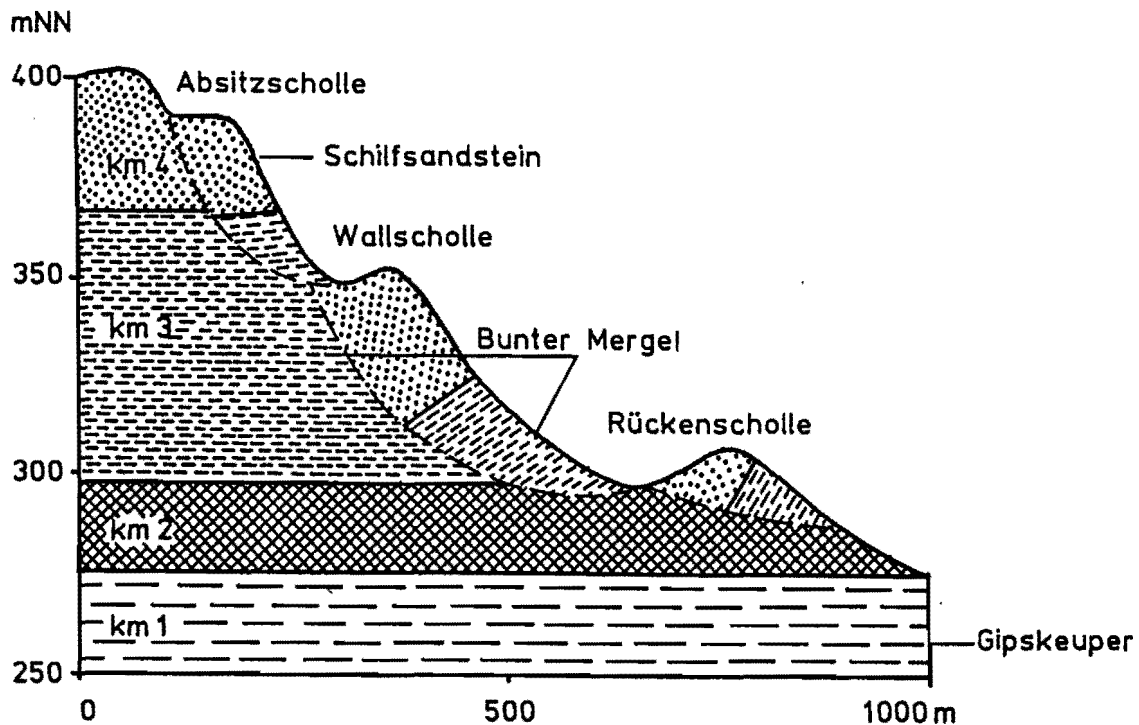 mNN
400
Absitzscholle
km 4
Schilfsandstein
Wallscholle
350
km 3
Bunter Mergel
Rückenscholle
300
km 2
km 1
Gipskeuper
250
0 500 1000 m